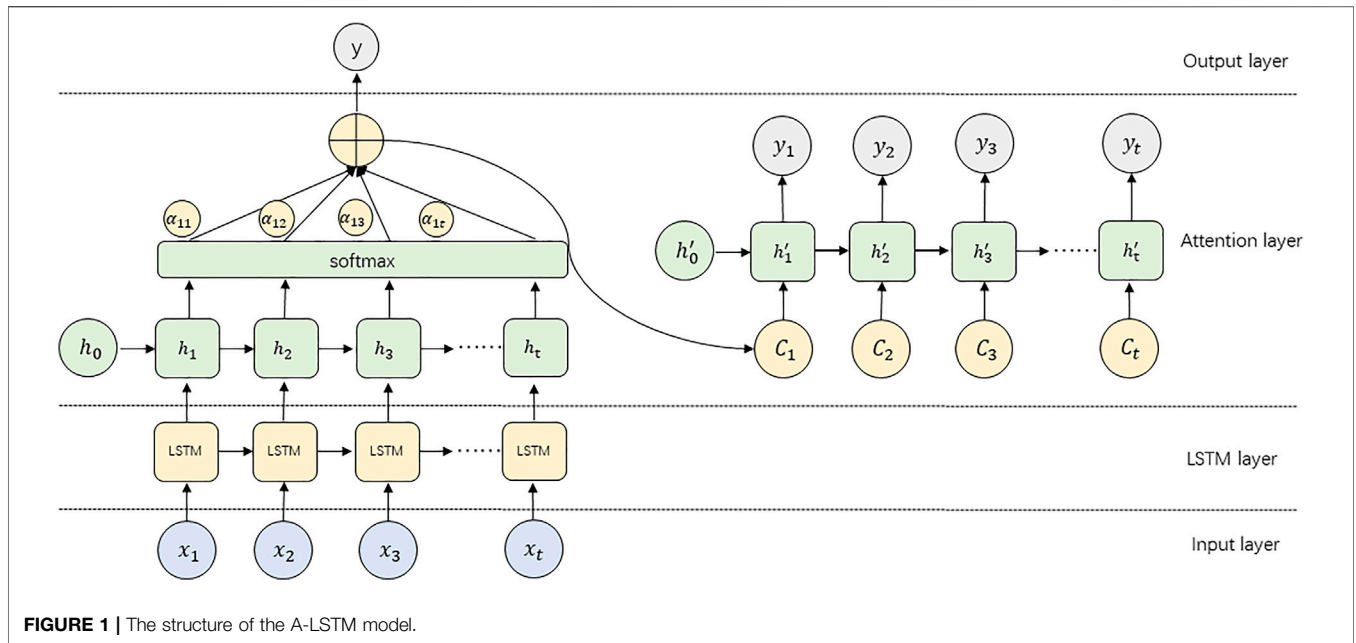 y
Output layer
y₁ y₂ y₃ yₜ
α₁₁ α₁₂ α₁₃ α₁ₜ
softmax
h′₀ h′₁ h′₂ h′₃ ······ h′ₜ
Attention layer
h₀ h₁ h₂ h₃ ······ hₜ
C₁ C₂ C₃ Cₜ
LSTM LSTM LSTM ······ LSTM
LSTM layer
x₁ x₂ x₃ xₜ
Input layer
FIGURE 1 | The structure of the A-LSTM model.